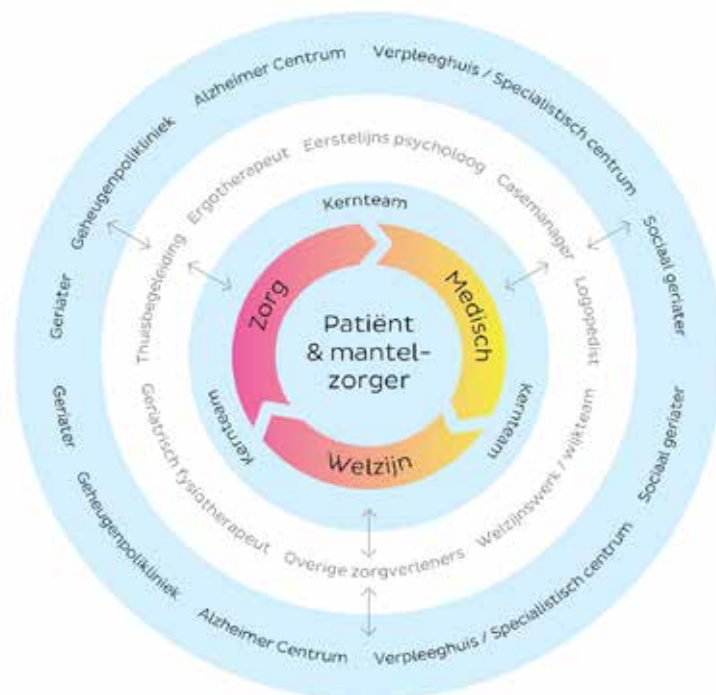 Alzheimer Centrum
Verpleeghuis / Specialistisch centrum
Geheugenpolikliniek
Sociaal geriater
Geriater
Eerstelijns psycholoog
Ergotherapeut
Casemanager
Thuisbegeleiding
Logopedist
Kernteam
Zorg
Medisch
Patiënt
& mantel-
zorger
Kernteam
Kernteam
Welzijn
Geriatrisch fysiotherapeut
Overige zorgverleners
Welzijnswerk / wijkteam
Geriater
Sociaal geriater
Geheugenpolikliniek
Alzheimer Centrum
Verpleeghuis / Specialistisch centrum